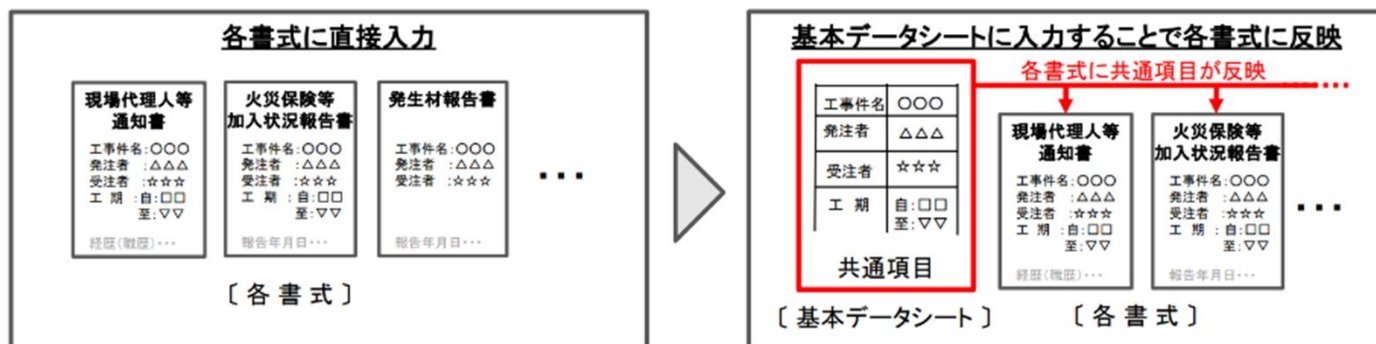 各書式に直接入力
現場代理人等
通知書
工事件名:〇〇〇
発注者 :△△△
受注者 :☆☆☆
工 期 :自:□□
至:▽▽
経歴(職歴)・・・
火災保険等
加入状況報告書
工事件名:〇〇〇
発注者 :△△△
受注者 :☆☆☆
工 期 :自:□□
至:▽▽
報告年月日・・・
発生材報告書
工事件名:〇〇〇
発注者 :△△△
受注者 :☆☆☆
報告年月日・・・
・・・
〔 各 書 式 〕
基本データシートに入力することで各書式に反映
各書式に共通項目が反映
工事件名 〇〇〇
発注者 △△△
受注者 ☆☆☆
工 期 自:□□
至:▽▽
共通項目
〔 基本データシート 〕
現場代理人等
通知書
工事件名:〇〇〇
発注者 :△△△
受注者 :☆☆☆
工 期 :自:□□
至:▽▽
経歴(職歴)・・・
火災保険等
加入状況報告書
工事件名:〇〇〇
発注者 :△△△
受注者 :☆☆☆
工 期 :自:□□
至:▽▽
報告年月日・・・
・・・
〔 各 書 式 〕